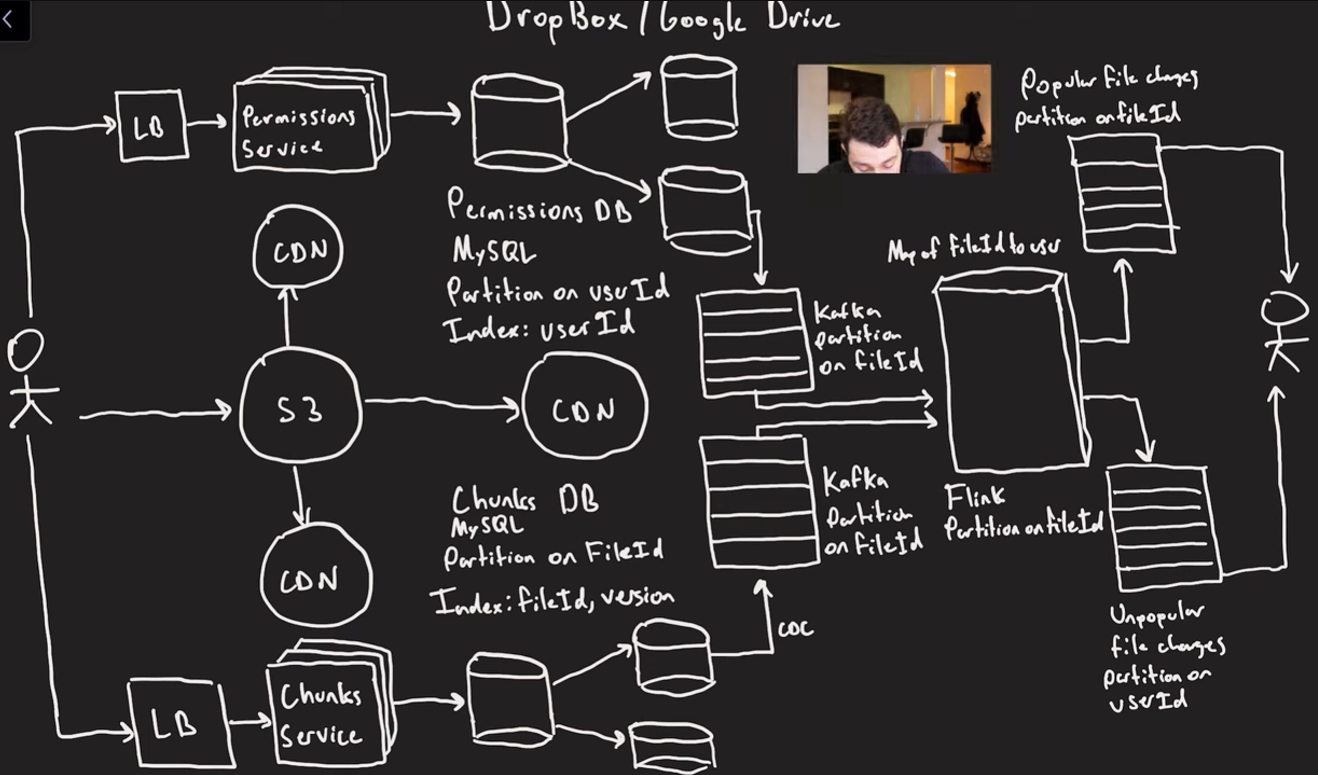 DropBox / Google Drive
LB
Permissions
Service
CDN
Permissions DB
MySQL
Partition on userId
Index: userId
S3
CDN
CDN
Chunks DB
MySQL
Partition on FileId
Index: fileId, version
LB
Chunks
Service
Kafka
partition
on fileId
Kafka
Partition
on fileId
CDC
Map of fileId to user
Flink
Partition on fileId
Popular file changes
partition on fileId
Unpopular
file changes
partition on
userId